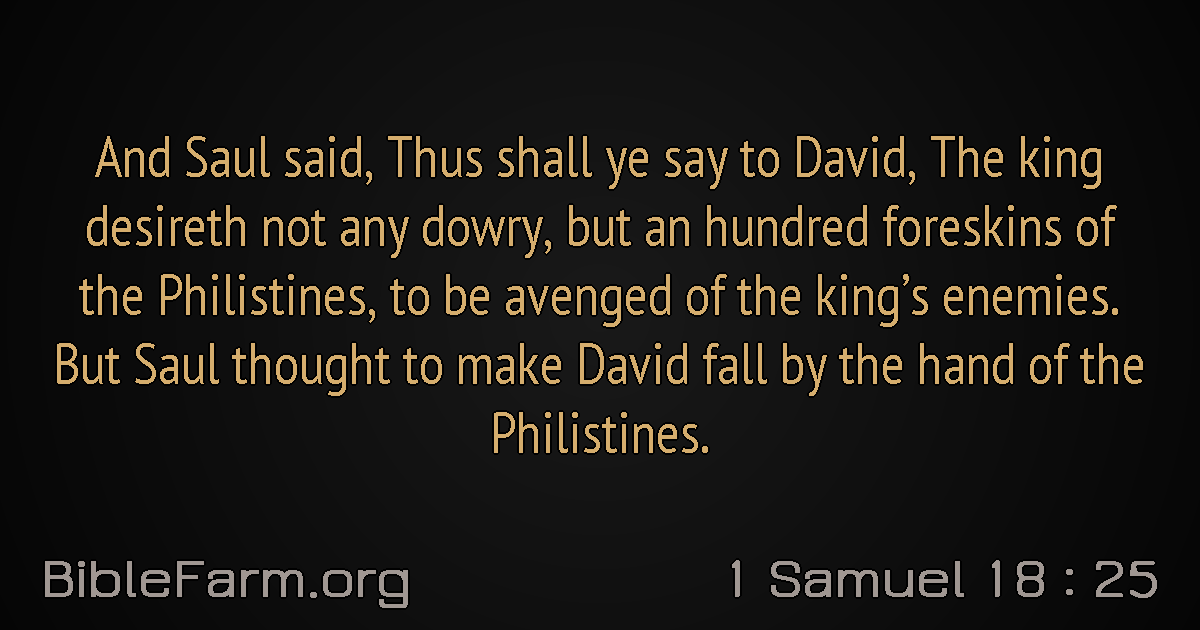 And Saul said, Thus shall ye say to David, The king
desireth not any dowry, but an hundred foreskins of
the Philistines, to be avenged of the king’s enemies.
But Saul thought to make David fall by the hand of the
Philistines.
BibleFarm.org
1 Samuel 18 : 25